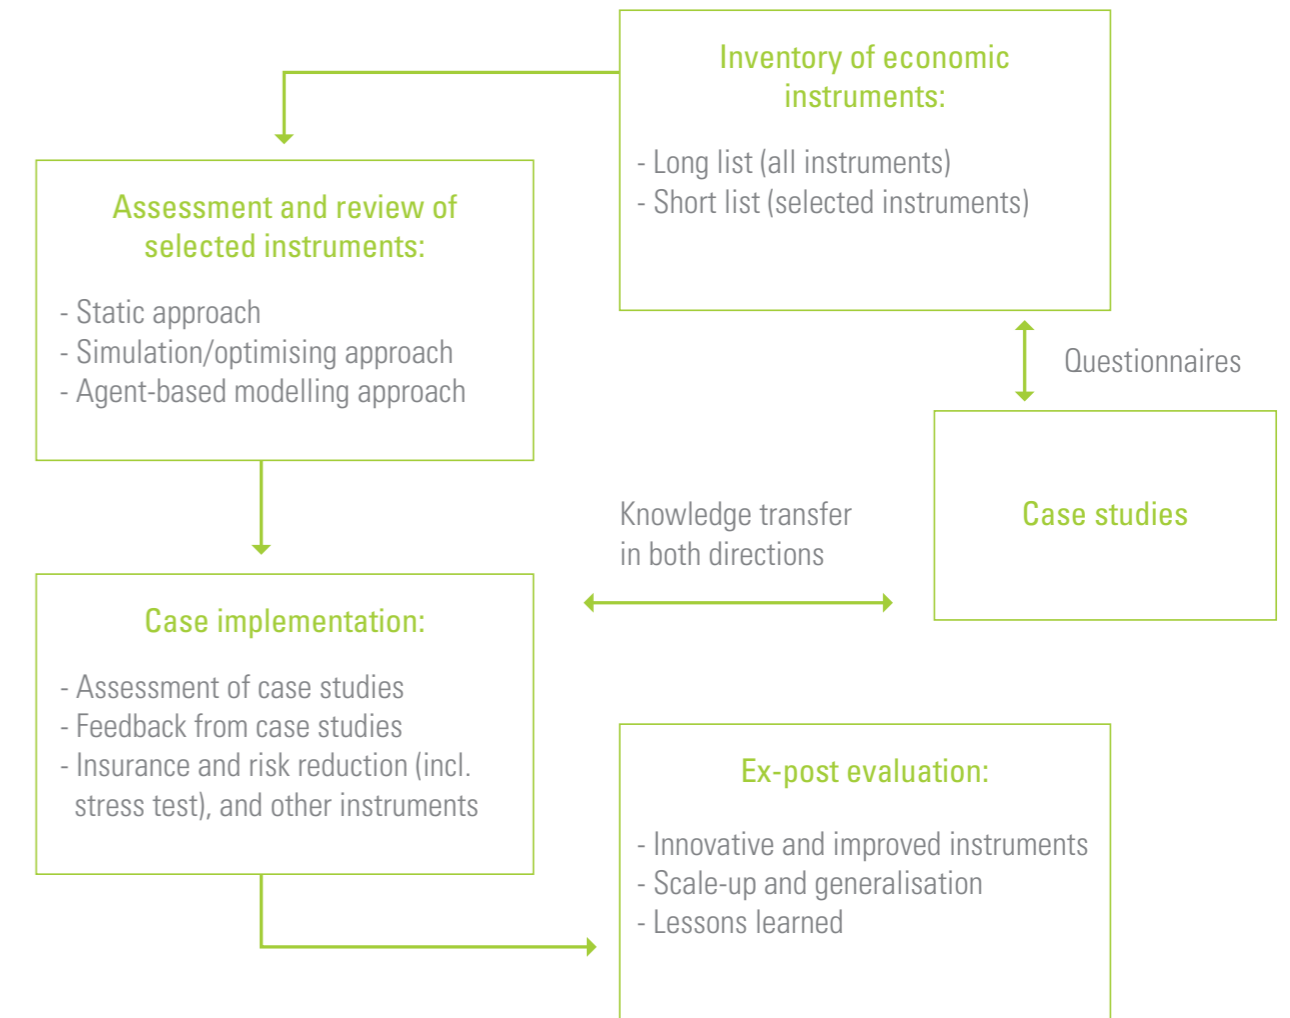 Inventory of economic
instruments:
- Long list (all instruments)
- Short list (selected instruments)
Assessment and review of
selected instruments:
- Static approach
- Simulation/optimising approach
- Agent-based modelling approach
Questionnaires
Case studies
Knowledge transfer
in both directions
Case implementation:
- Assessment of case studies
- Feedback from case studies
- Insurance and risk reduction (incl.
stress test), and other instruments
Ex-post evaluation:
- Innovative and improved instruments
- Scale-up and generalisation
- Lessons learned